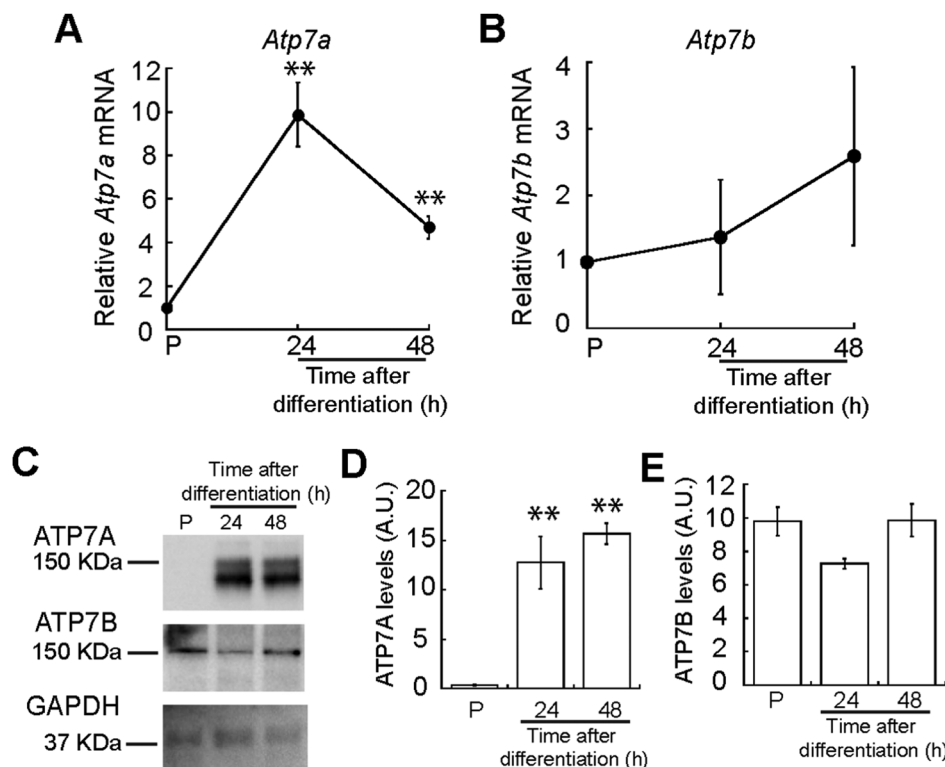 A
Atp7a
**
**
Relative Atp7a mRNA
12
10
8
6
4
2
0
P
24
48
Time after
differentiation (h)
B
Atp7b
Relative Atp7b mRNA
4
3
2
1
0
P
24
48
Time after
differentiation (h)
C
Time after
differentiation (h)
P
24
48
ATP7A
150 KDa
ATP7B
150 KDa
GAPDH
37 KDa
D
ATP7A levels (A.U.)
20
15
10
5
0
**
**
P
24
48
Time after
differentiation (h)
E
ATP7B levels (A.U.)
12
10
8
6
4
2
0
P
24
48
Time after
differentiation (h)